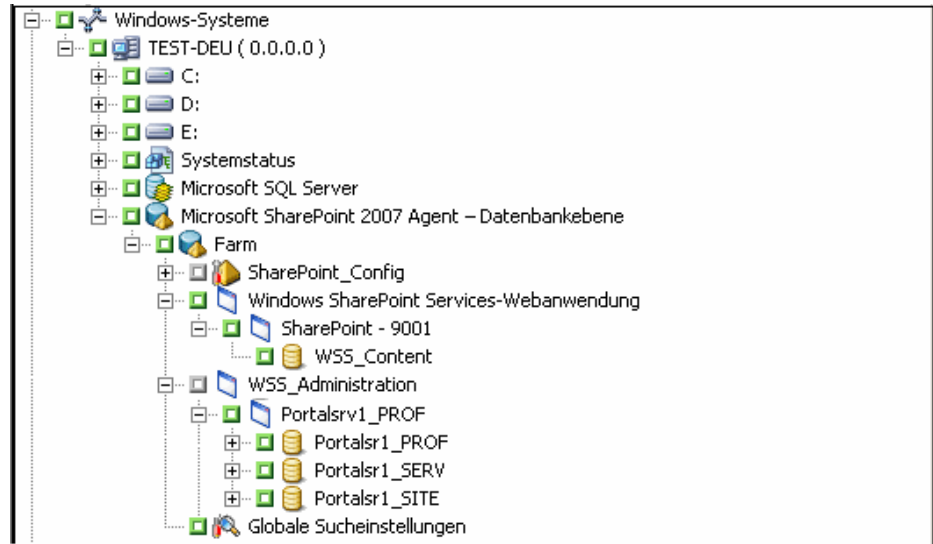 Windows-Systeme
TEST-DEU ( 0.0.0.0 )
C:
D:
E:
Systemstatus
Microsoft SQL Server
Microsoft SharePoint 2007 Agent – Datenbankebene
Farm
SharePoint_Config
Windows SharePoint Services-Webanwendung
SharePoint - 9001
WSS_Content
WSS_Administration
Portalsrv1_PROF
Portalsr1_PROF
Portalsr1_SERV
Portalsr1_SITE
Globale Sucheinstellungen